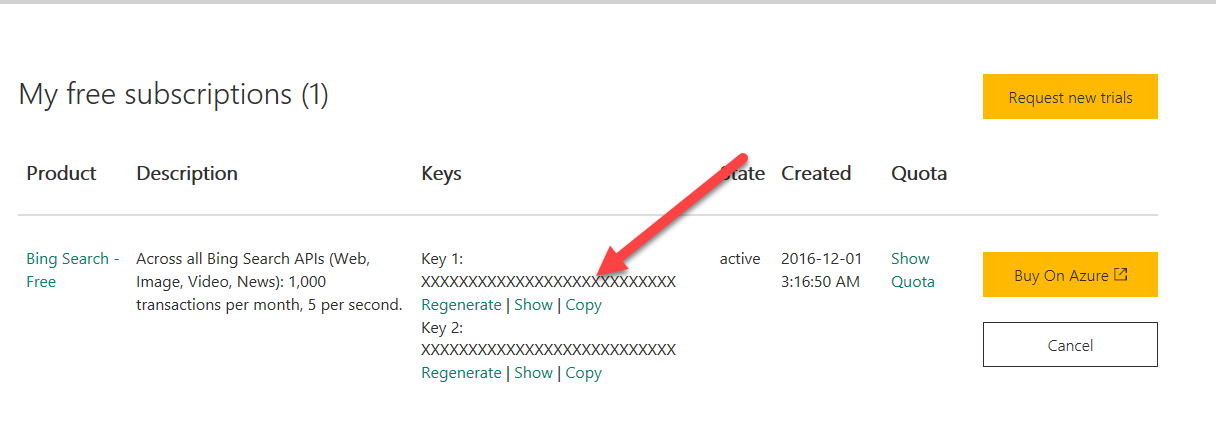 My free subscriptions (1)
Request new trials
Product Description Keys State Created Quota
Bing Search - Free
Across all Bing Search APIs (Web,
Image, Video, News): 1,000
transactions per month, 5 per second.
Key 1:
XXXXXXXXXXXXXXXXXXXXXXXXXXX
Regenerate | Show | Copy
Key 2:
XXXXXXXXXXXXXXXXXXXXXXXXXXX
Regenerate | Show | Copy
active
2016-12-01
3:16:50 AM
Show
Quota
Buy On Azure
Cancel